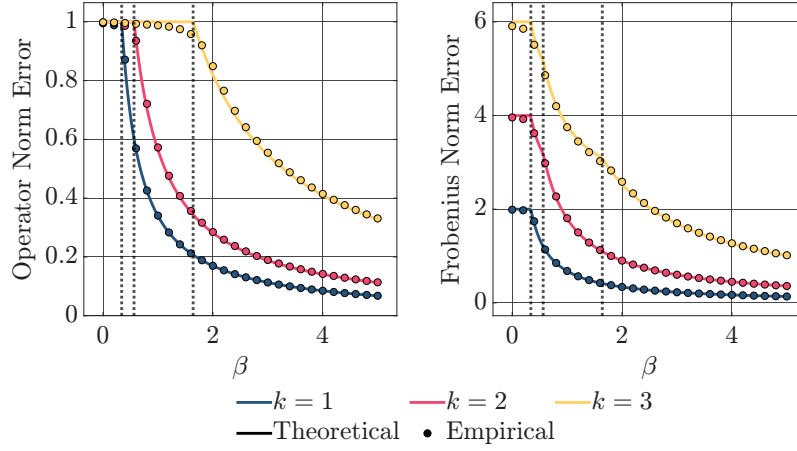 Operator Norm Error
1
0.8
0.6
0.4
0.2
0
0 2 4
β
Frobenius Norm Error
6
4
2
0
0 2 4
β
k = 1 k = 2 k = 3
Theoretical Empirical